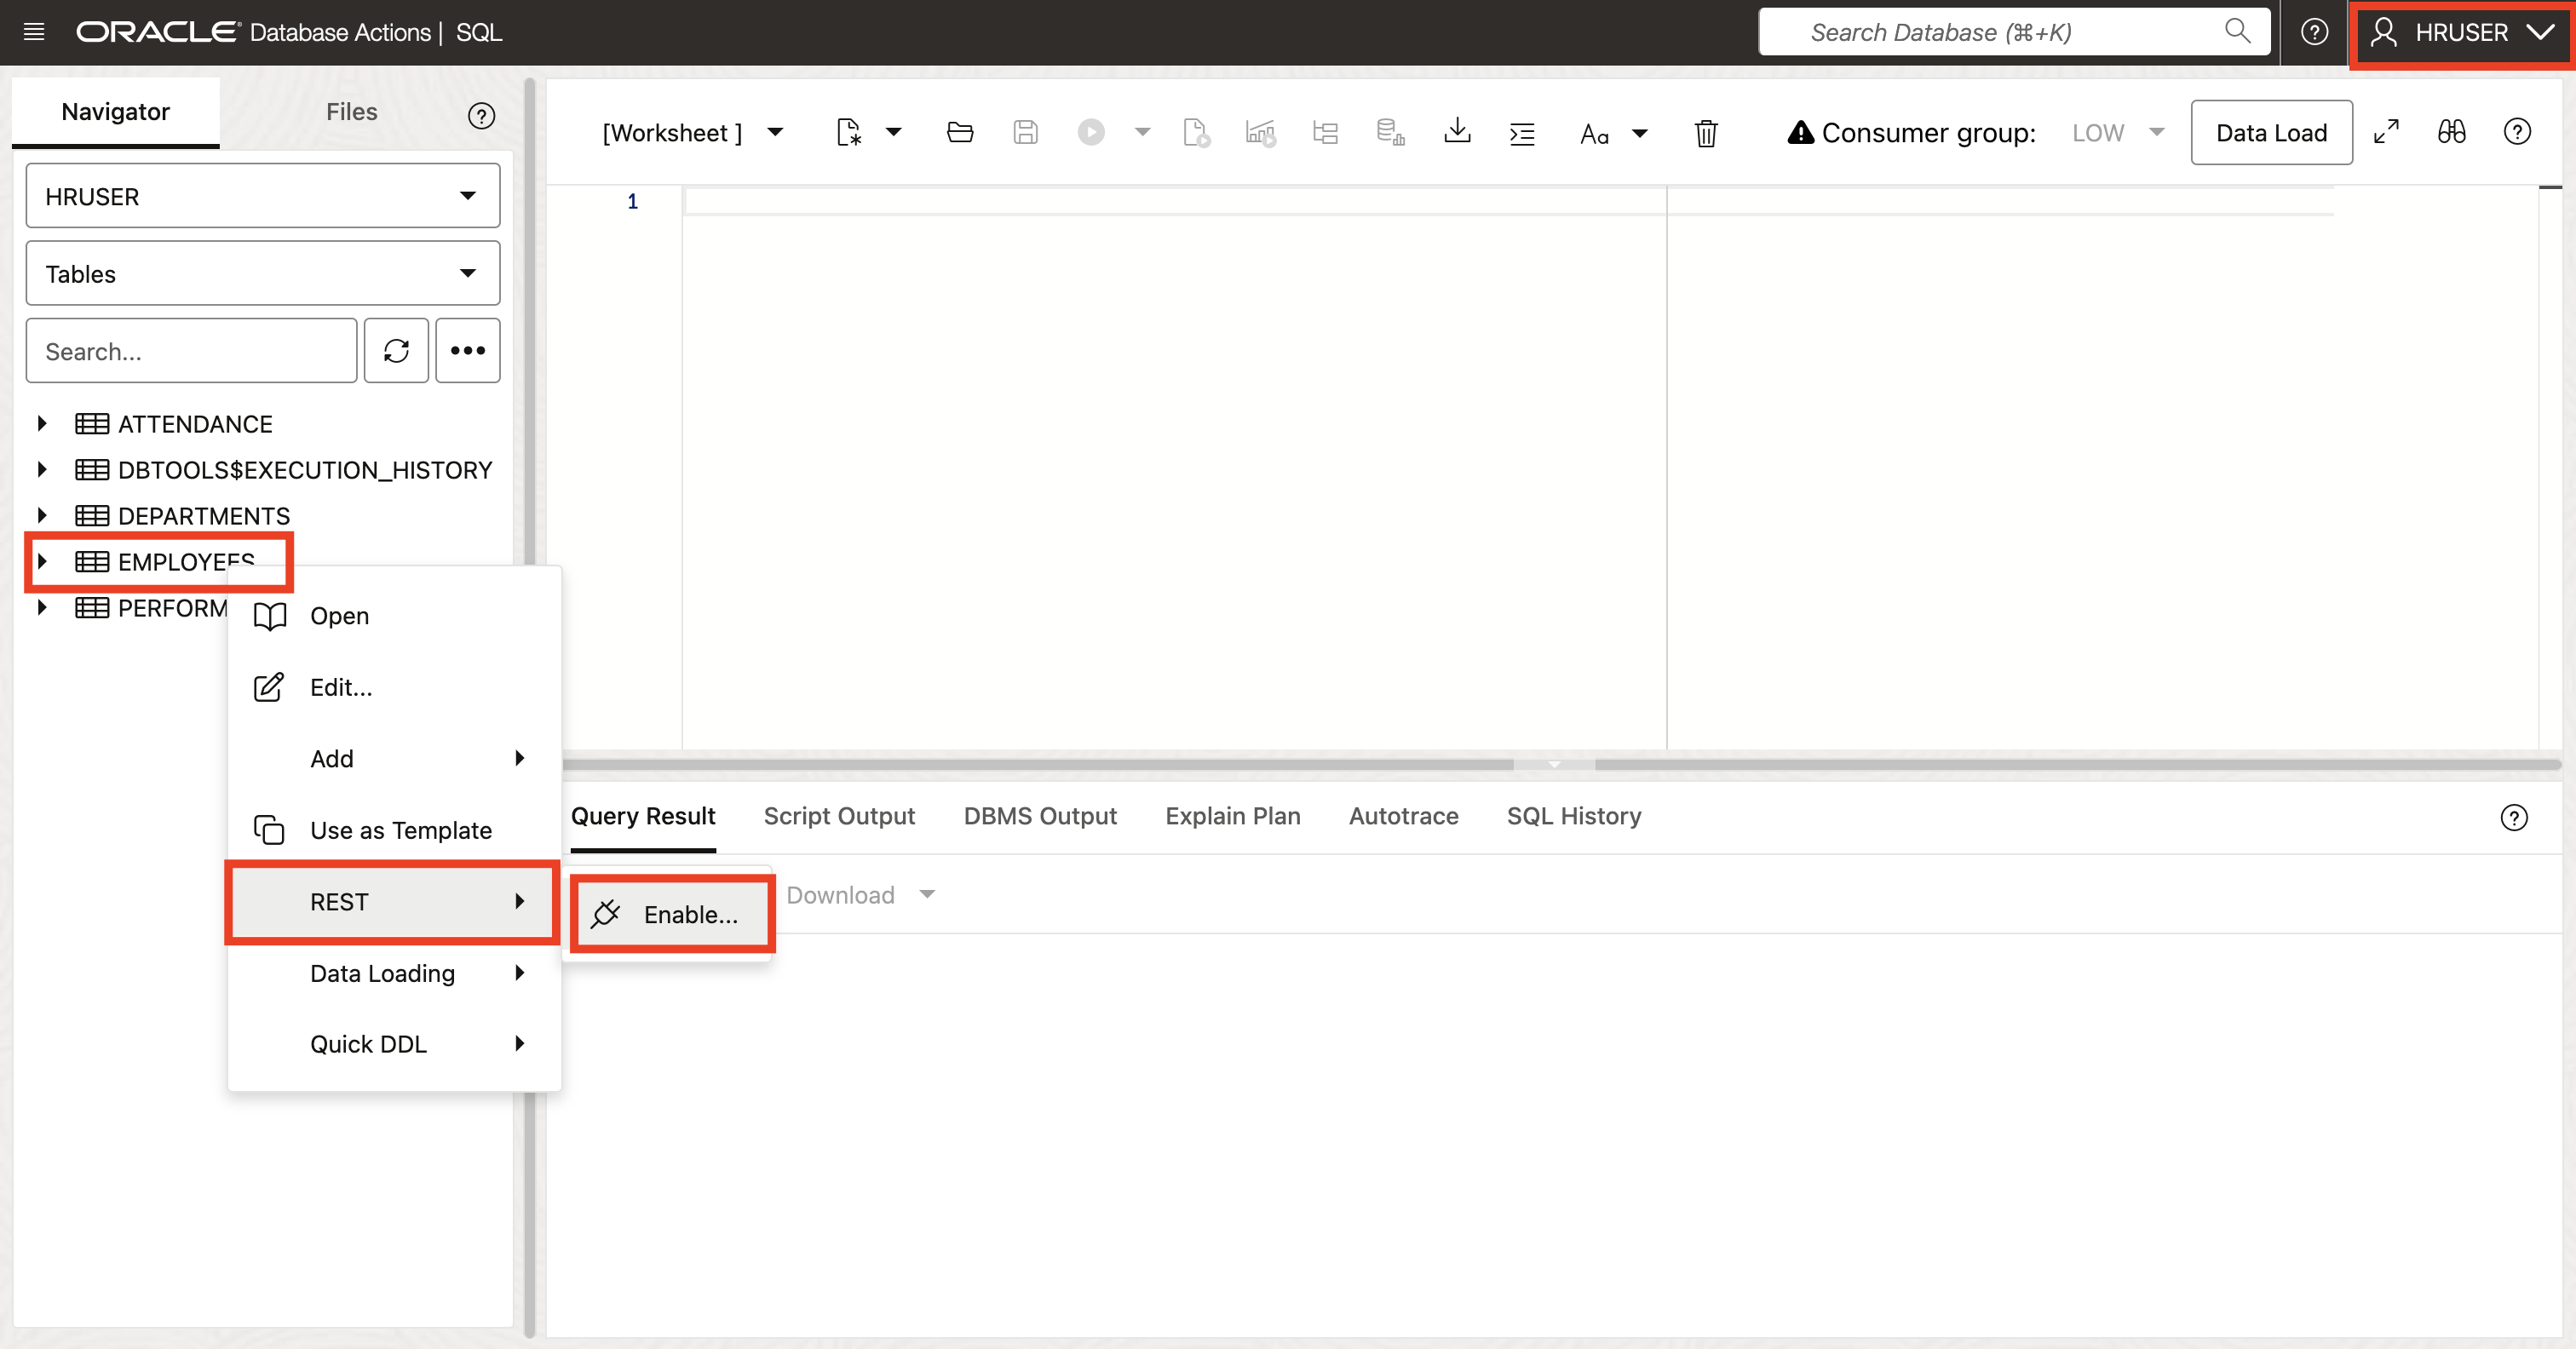 ORACLE Database Actions | SQL
Search Database (⌘+K)
HRUSER
Navigator
Files
HRUSER
Tables
Search...
ATTENDANCE
DBTOOLS$EXECUTION_HISTORY
DEPARTMENTS
EMPLOYEES
PERFORM
Open
Edit...
Add
Use as Template
REST
Data Loading
Quick DDL
Enable...
[Worksheet ]
Aa
Consumer group:
LOW
Data Load
1
Query Result
Script Output
DBMS Output
Explain Plan
Autotrace
SQL History
Download